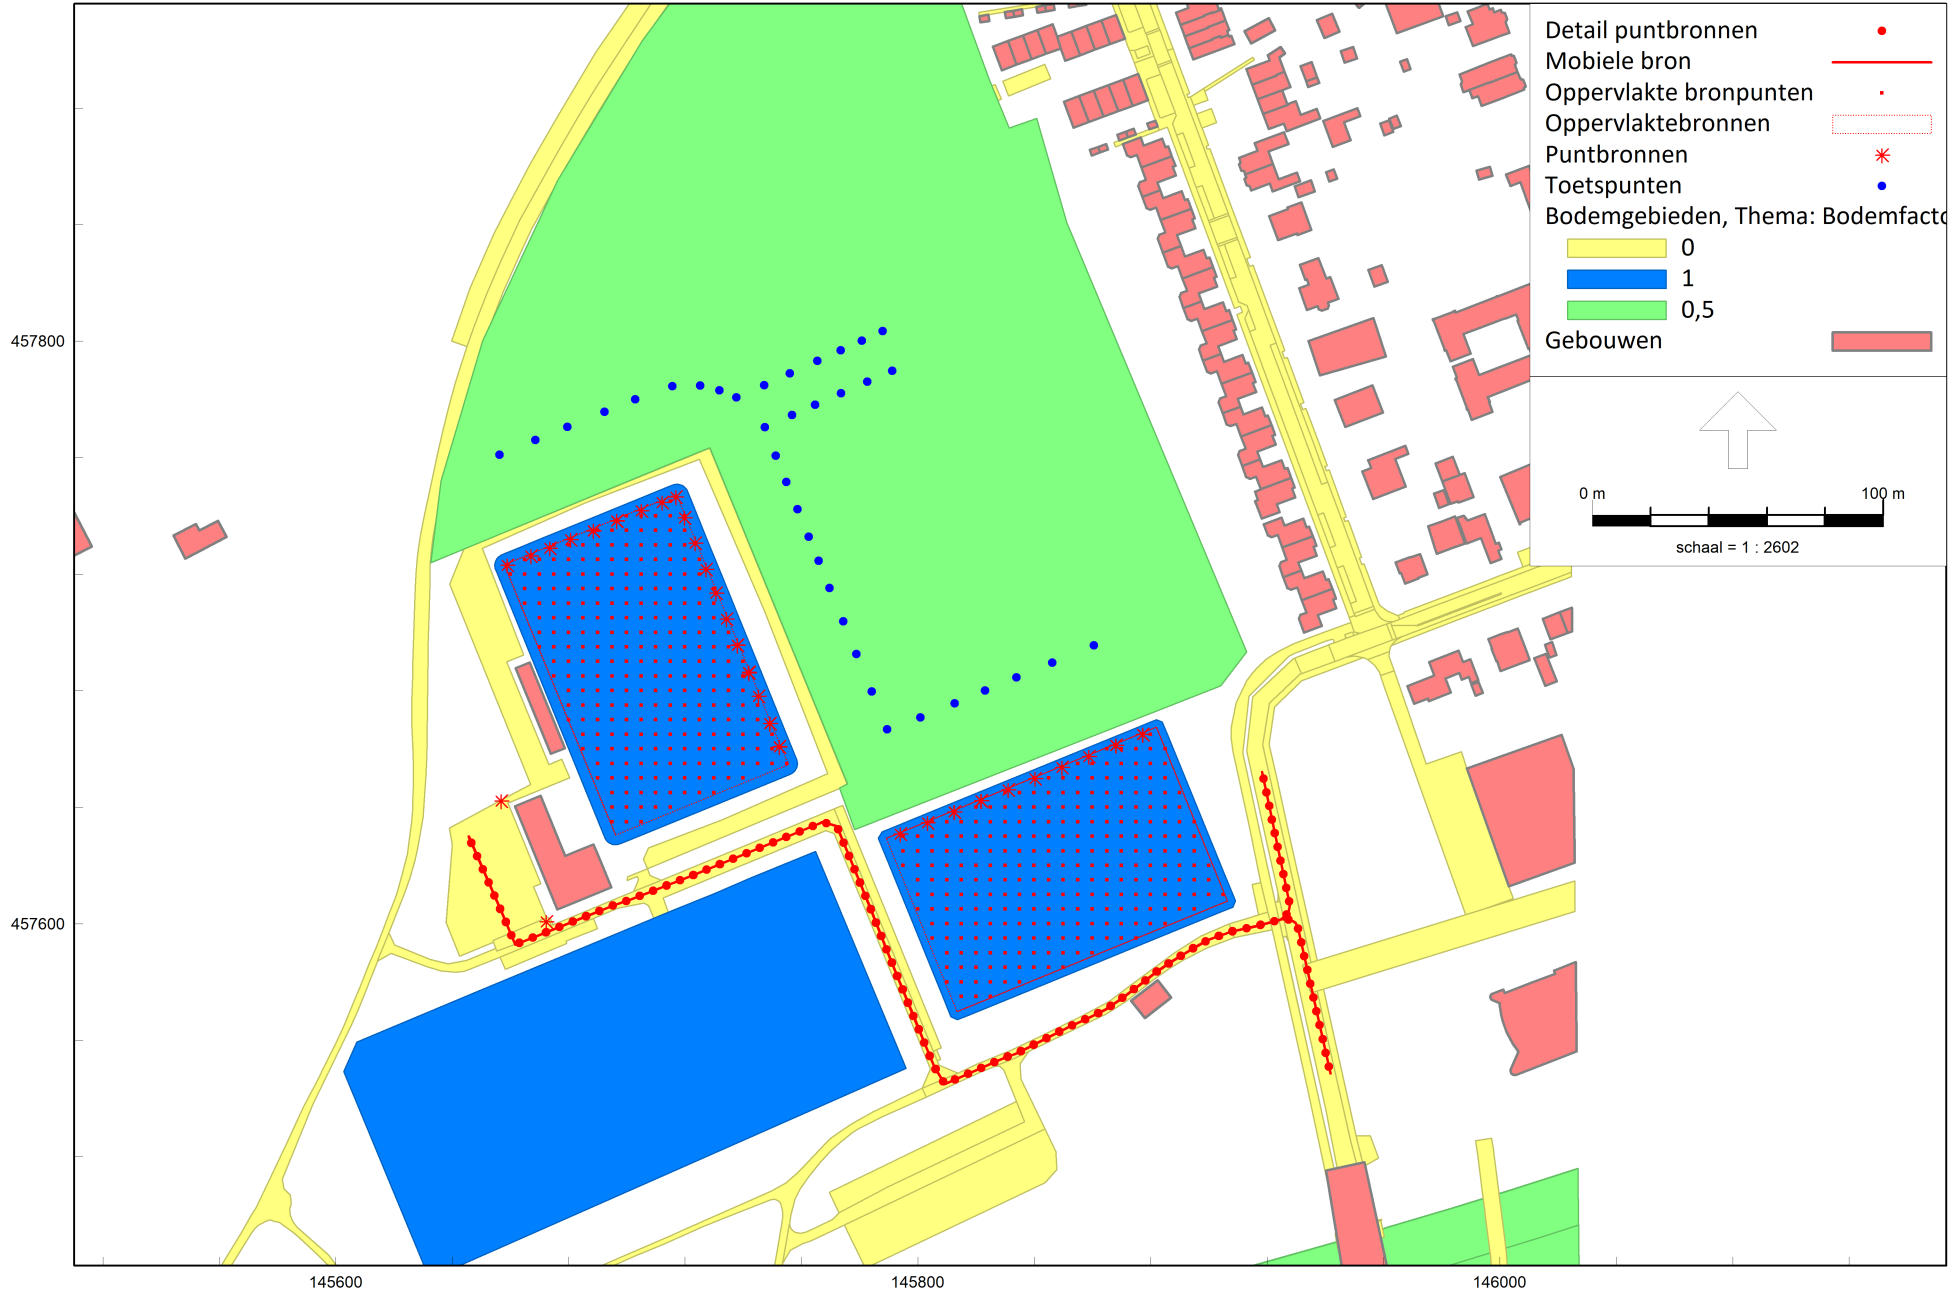 Detail puntbronnen
Mobiele bron
Oppervlakte bronpunten
Oppervlaktebronnen
Puntbronnen
Toetspunten
Bodemgebieden, Thema: Bodemfacto
0
1
0,5
Gebouwen
0 m 100 m
schaal = 1 : 2602
457800
457600
145600 145800 146000